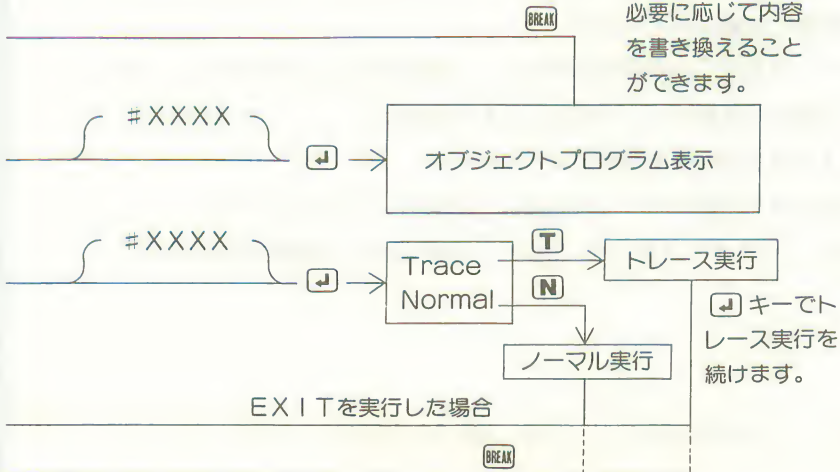 BREAK
必要に応じて内容
を書き換えること
ができます。
#XXXX
↵
オブジェクトプログラム表示
#XXXX
↵
Trace
Normal
T
N
トレース実行
↵キーでト
レース実行を
続けます。
ノーマル実行
EXITを実行した場合
BREAK